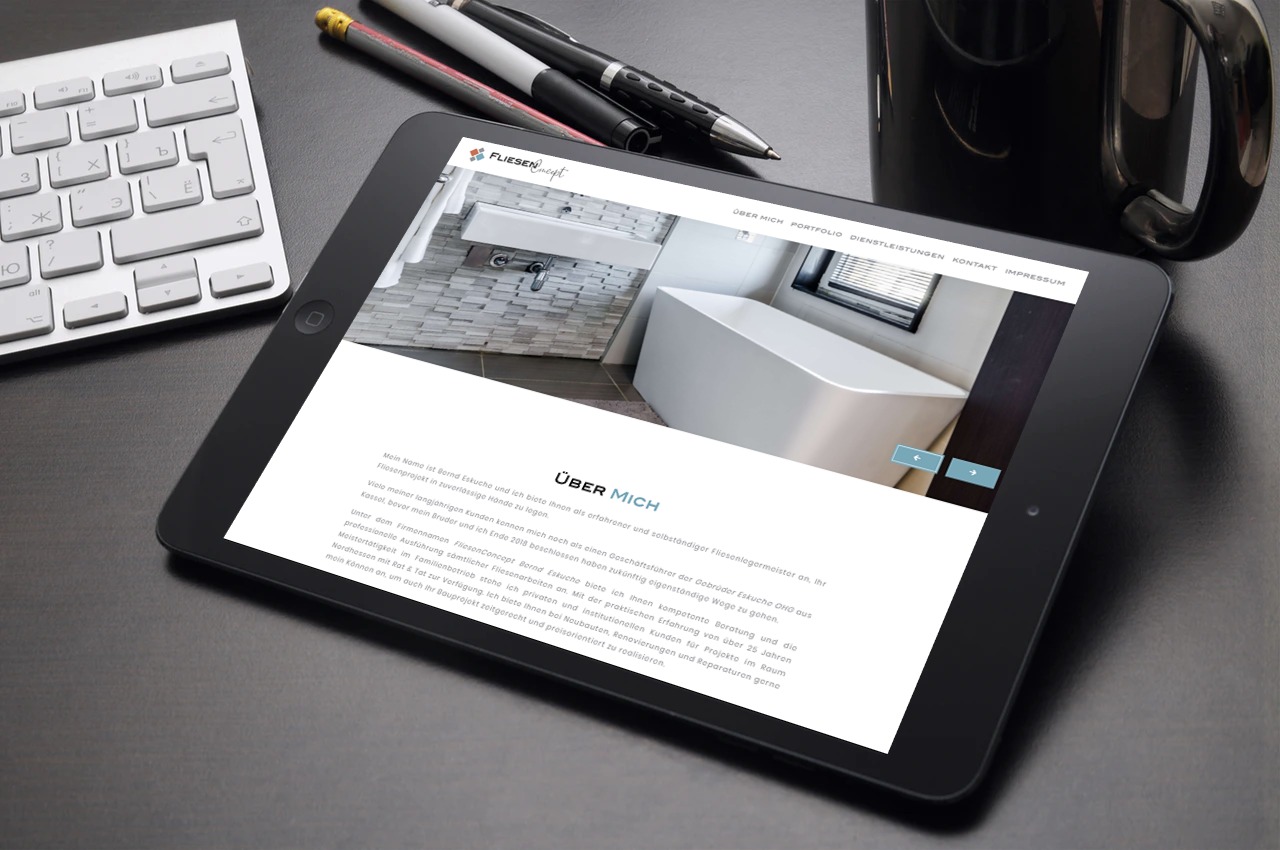 FLIESEN
Concept
ÜBER MICH PORTFOLIO DIENSTLEISTUNGEN KONTAKT IMPRESSUM
ÜBER MICH
Mein Name ist Bernd Eskuche und ich biete Ihnen als erfahrener und selbständiger Fliesenlegermeister an, Ihr
Fliesenprojekt in zuverlässige Hände zu legen.
Viele meiner langjährigen Kunden kennen mich noch als einen Geschäftsführer der Gebrüder Eskuche OHG aus
Kassel, bevor mein Bruder und ich Ende 2018 beschlossen haben zukünftig eigenständige Wege zu gehen.
Unter dem Firmennamen FliesenConcept Bernd Eskuche biete ich Ihnen kompetente Beratung und die
professionelle Ausführung sämtlicher Fliesenarbeiten an. Mit der praktischen Erfahrung von über 25 Jahren
Meistertätigkeit im Familienbetrieb stehe ich privaten und institutionellen Kunden für Projekte im Raum
Nordhessen mit Rat & Tat zur Verfügung. Ich biete Ihnen bei Neubauten, Renovierungen und Reparaturen gerne
mein Können an, um auch Ihr Bauprojekt zeitgerecht und preisorientiert zu realisieren.
F10 F11 F12
- _ = +
З [ { Х ] } Ъ
; : Ж ' " Э \ Ё
Ю / ?
alt